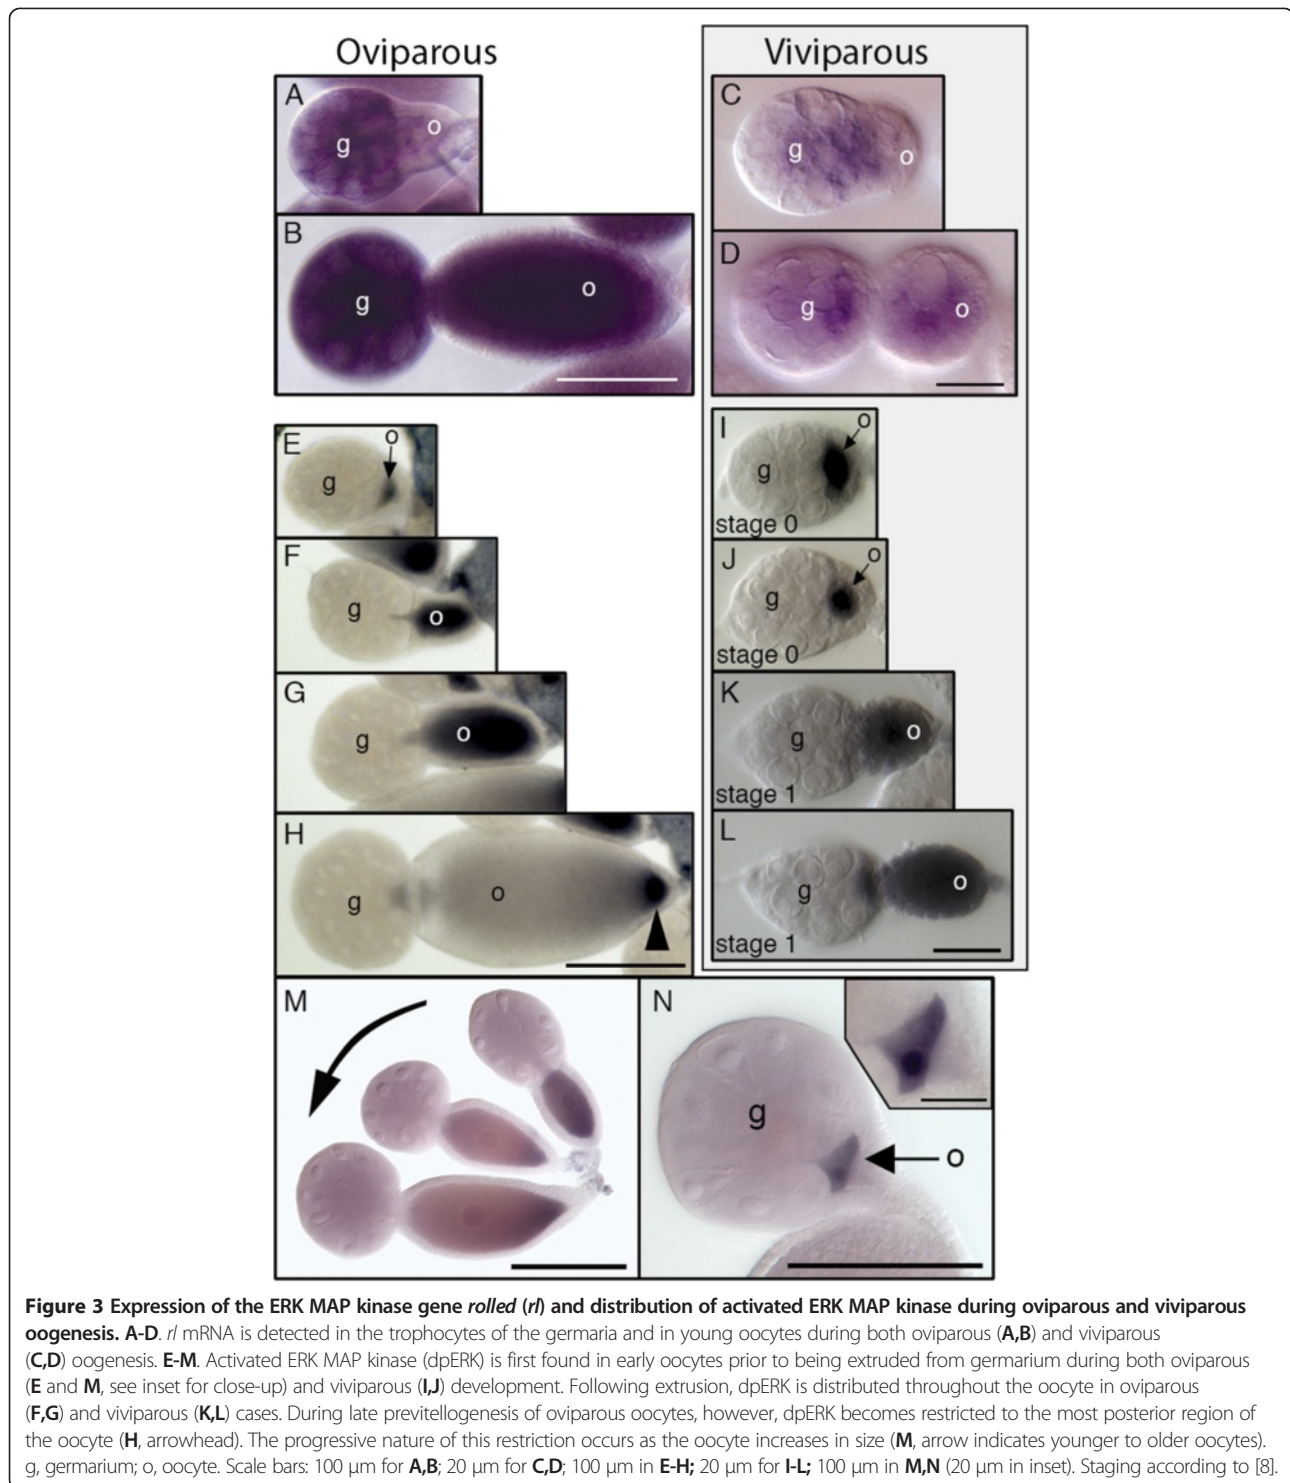 Oviparous
Viviparous
A
g
o
B
g
o
C
g
o
D
g
o
E
g
o
F
g
o
G
g
o
H
g
o
I
g
o
stage 0
J
g
o
stage 0
K
g
o
stage 1
L
g
o
stage 1
M
N
g
o
Figure 3 Expression of the ERK MAP kinase gene rolled (rl) and distribution of activated ERK MAP kinase during oviparous and viviparous
oogenesis. A-D. rl mRNA is detected in the trophocytes of the germaria and in young oocytes during both oviparous (A,B) and viviparous
(C,D) oogenesis. E-M. Activated ERK MAP kinase (dpERK) is first found in early oocytes prior to being extruded from germarium during both oviparous
(E and M, see inset for close-up) and viviparous (I,J) development. Following extrusion, dpERK is distributed throughout the oocyte in oviparous
(F,G) and viviparous (K,L) cases. During late previtellogenesis of oviparous oocytes, however, dpERK becomes restricted to the most posterior region of
the oocyte (H, arrowhead). The progressive nature of this restriction occurs as the oocyte increases in size (M, arrow indicates younger to older oocytes).
g, germarium; o, oocyte. Scale bars: 100 μm for A,B; 20 μm for C,D; 100 μm in E-H; 20 μm for I-L; 100 μm in M,N (20 μm in inset). Staging according to [8].